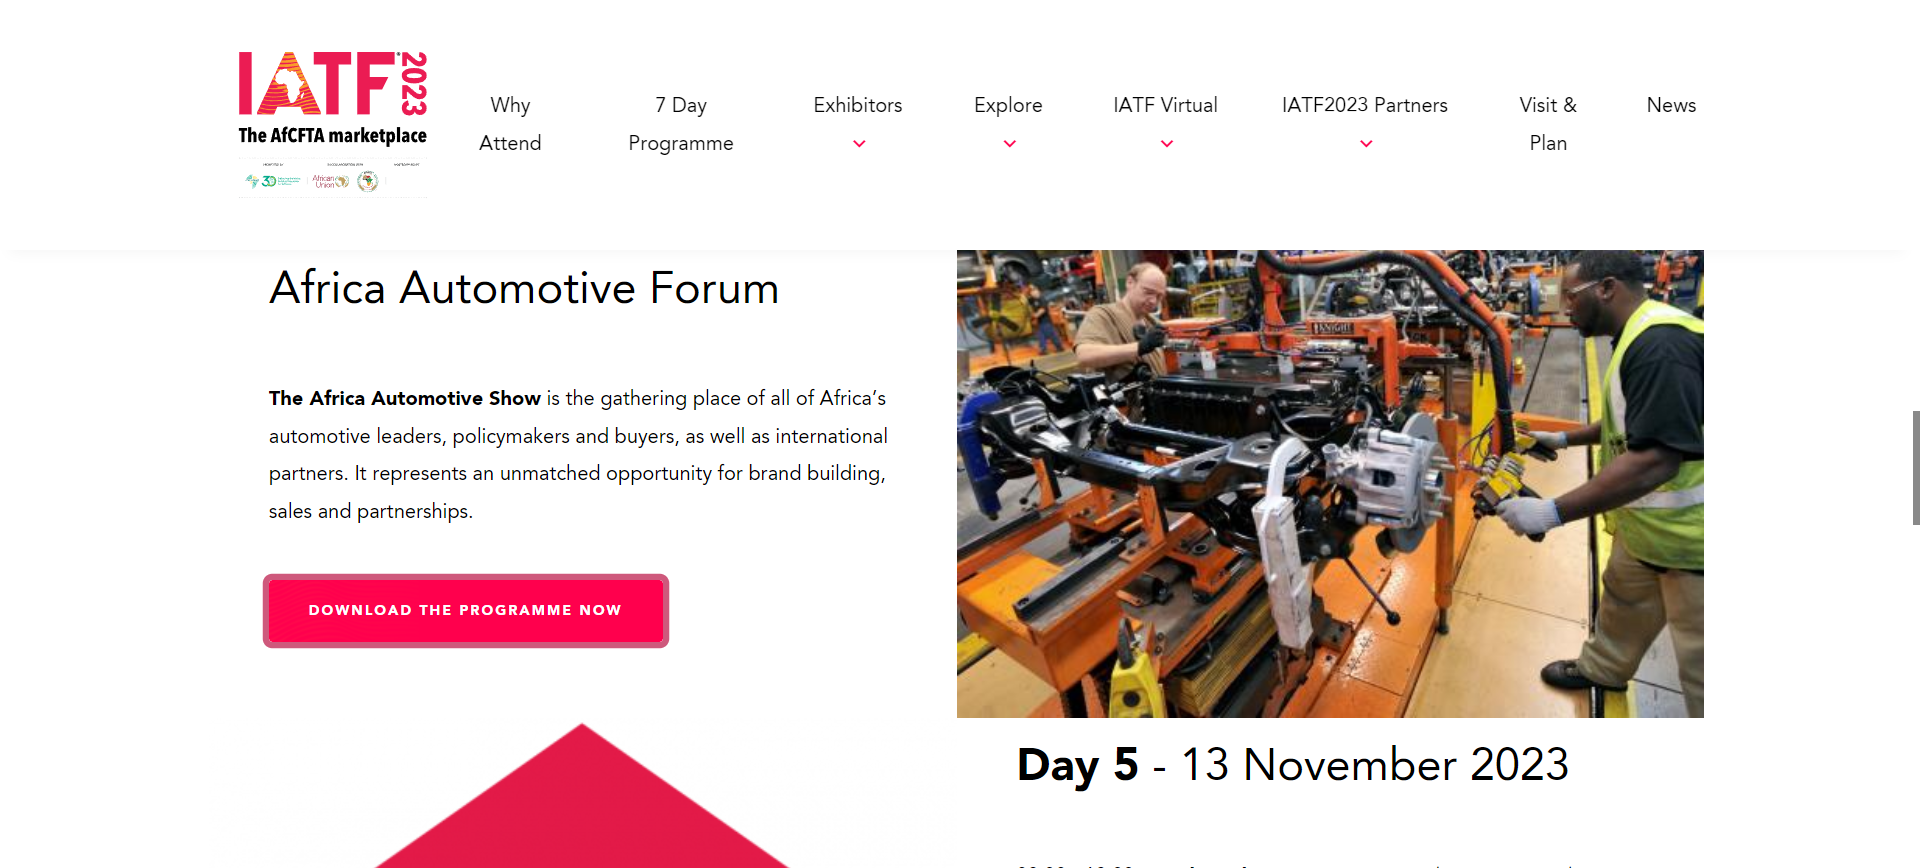 IATF 2023
The AfCFTA marketplace
African
Union
Why
Attend
7 Day
Programme
Exhibitors
Explore
IATF Virtual
IATF2023 Partners
Visit &
Plan
News
Africa Automotive Forum
The Africa Automotive Show is the gathering place of all of Africa’s
automotive leaders, policymakers and buyers, as well as international
partners. It represents an unmatched opportunity for brand building,
sales and partnerships.
DOWNLOAD THE PROGRAMME NOW
KNIGHT
Day 5 - 13 November 2023